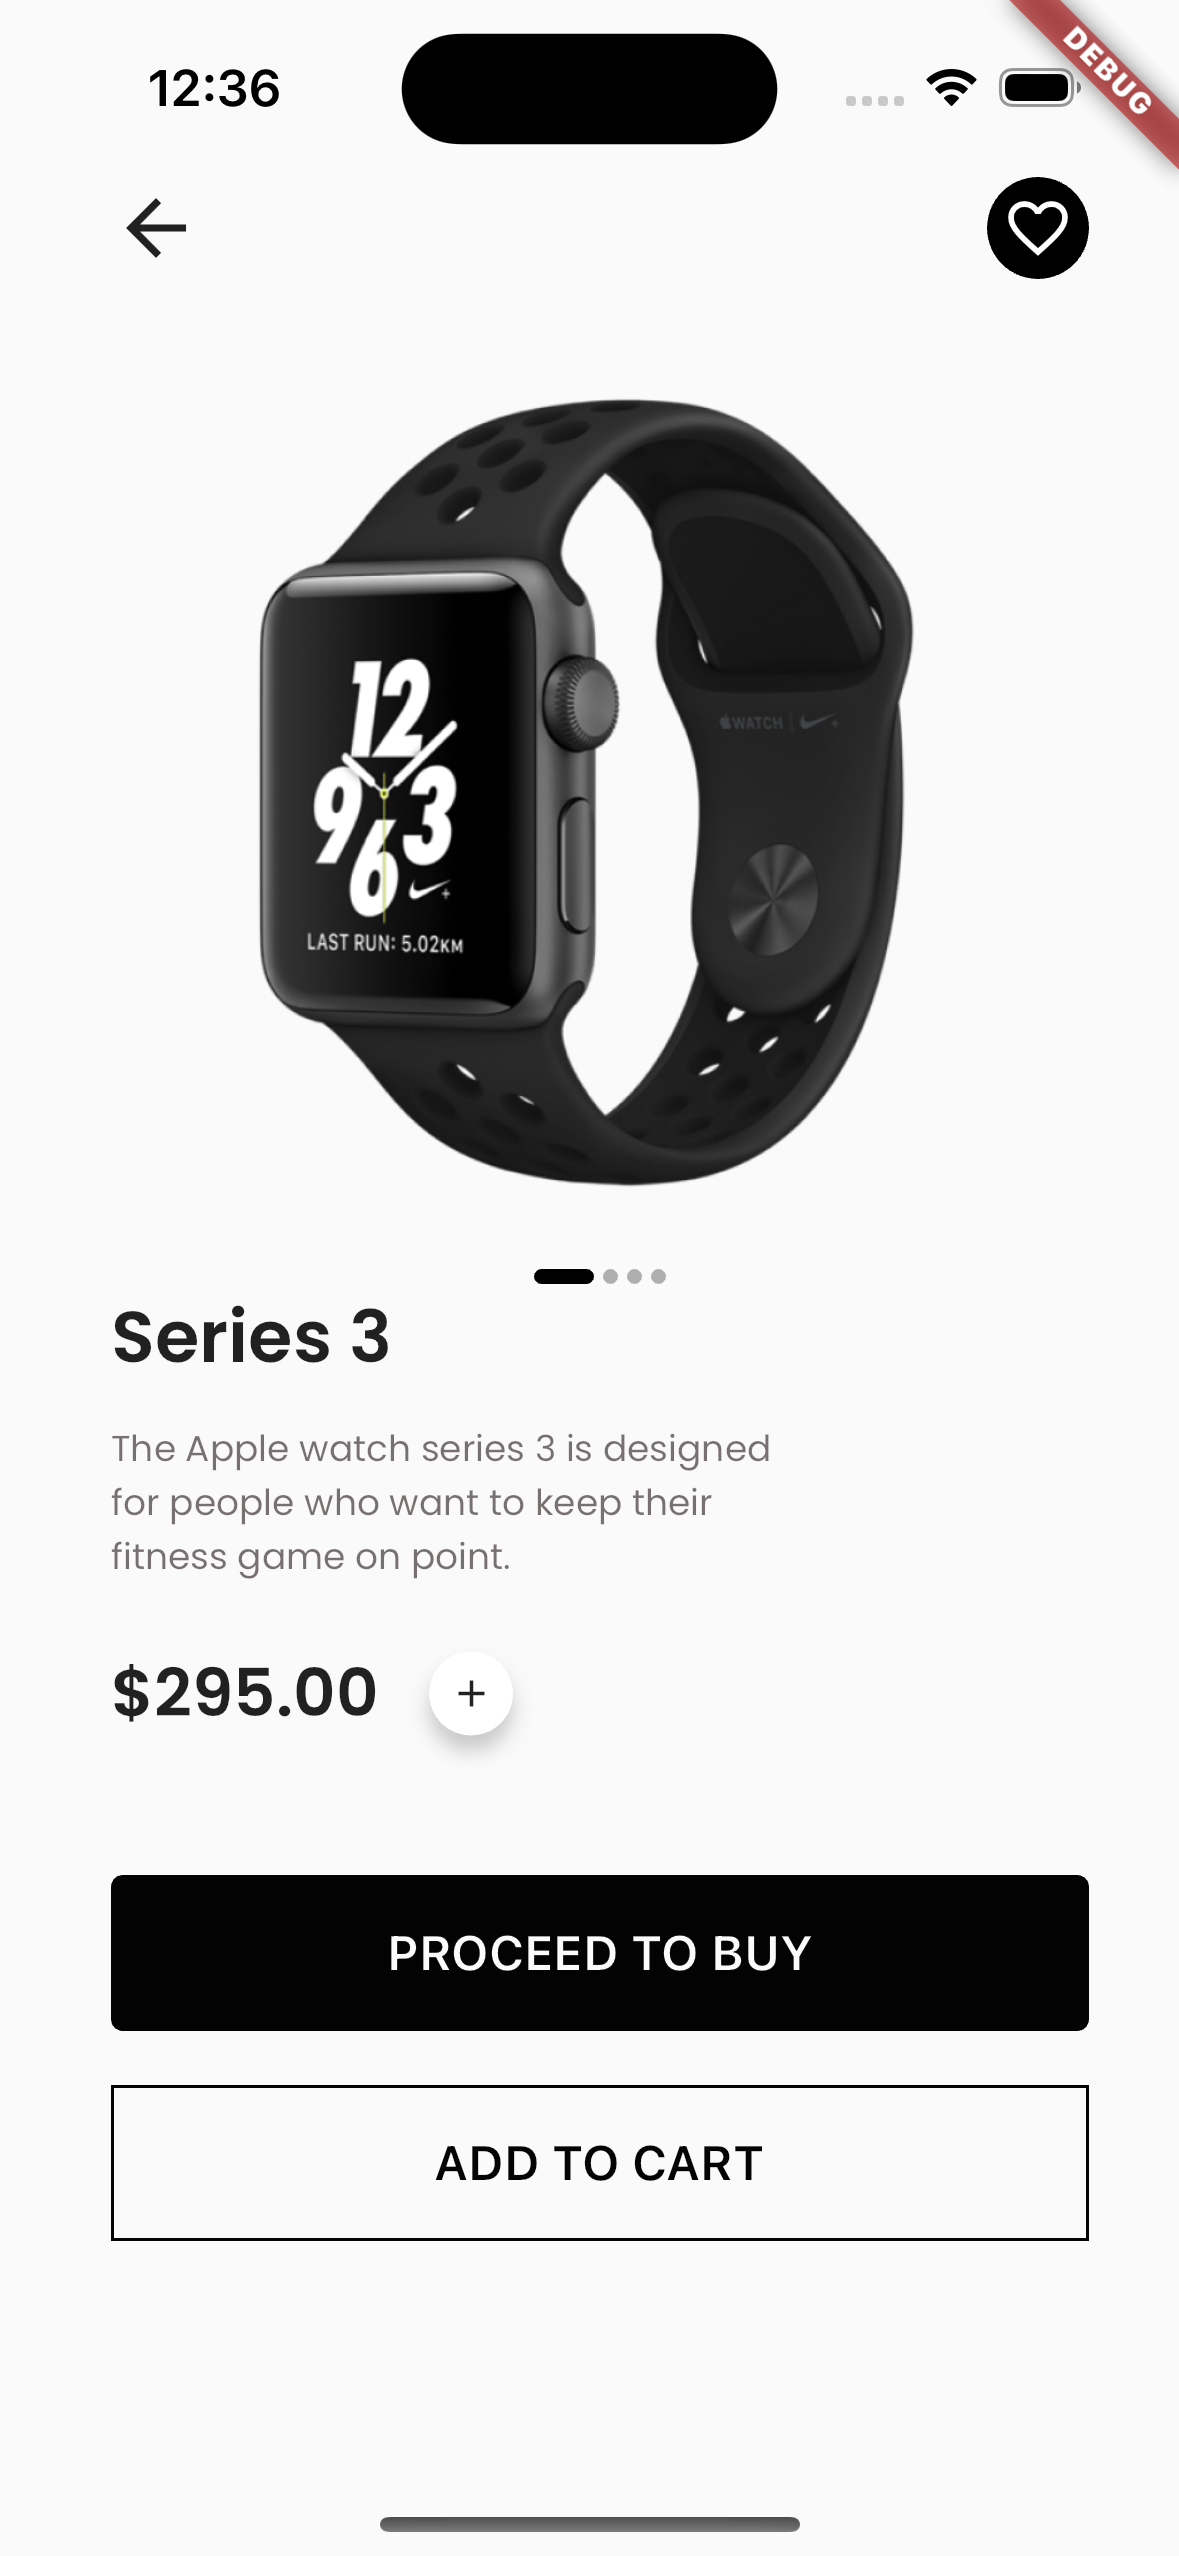 12:36
DEBUG
12
9 3
6
LAST RUN: 5.02KM
WATCH
Series 3
The Apple watch series 3 is designed
for people who want to keep their
fitness game on point.
$295.00 +
PROCEED TO BUY
ADD TO CART